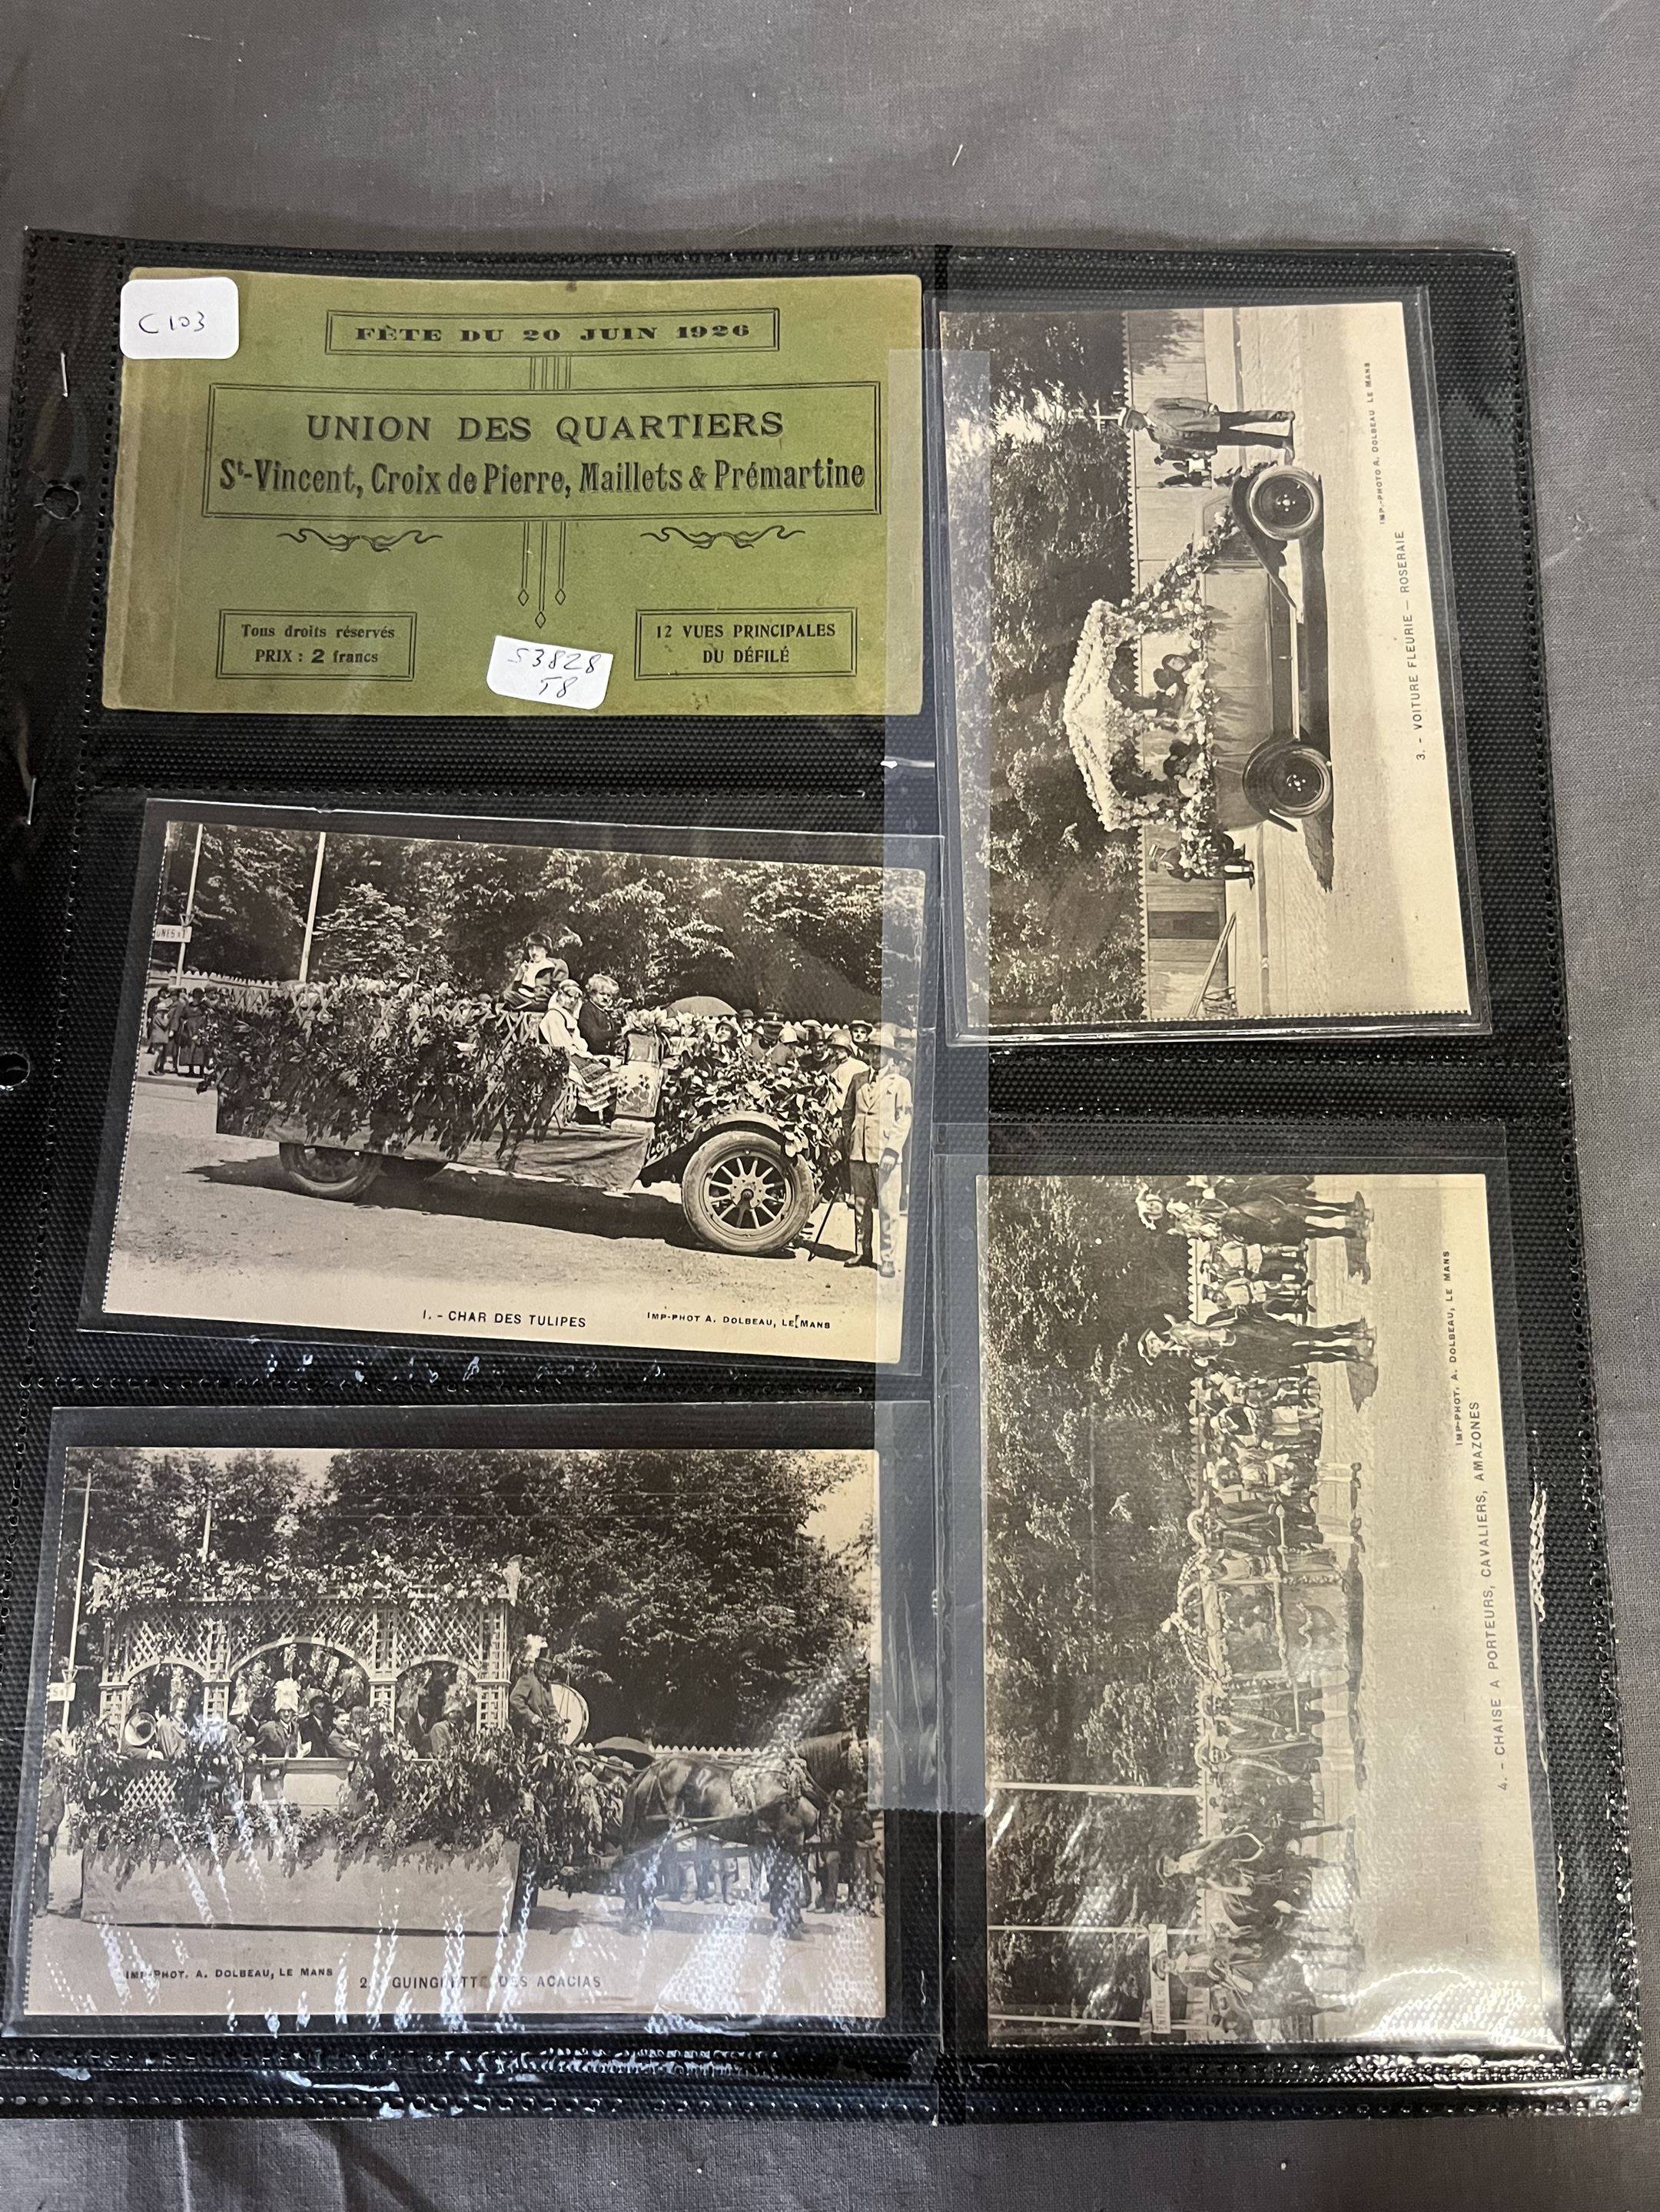 C103
FÊTE DU 20 JUIN 1926
UNION DES QUARTIERS
St-Vincent, Croix de Pierre, Maillets & Prémartine
Tous droits réservés
PRIX : 2 francs
12 VUES PRINCIPALES
DU DÉFILÉ
S3828
T8
IMP.-PHOTO A. DOLBEAU. LE MANS
3. - VOITURE FLEURIE — ROSERAIE
1. - CHAR DES TULIPES
IMP-PHOT A. DOLBEAU, LE MANS
IMP-PHOT. A. DOLBEAU, LE MANS
4. - CHAISE A PORTEURS, CAVALIERS, AMAZONES
IMP-PHOT. A. DOLBEAU, LE MANS
2. GUINGUETTE DES ACACIAS